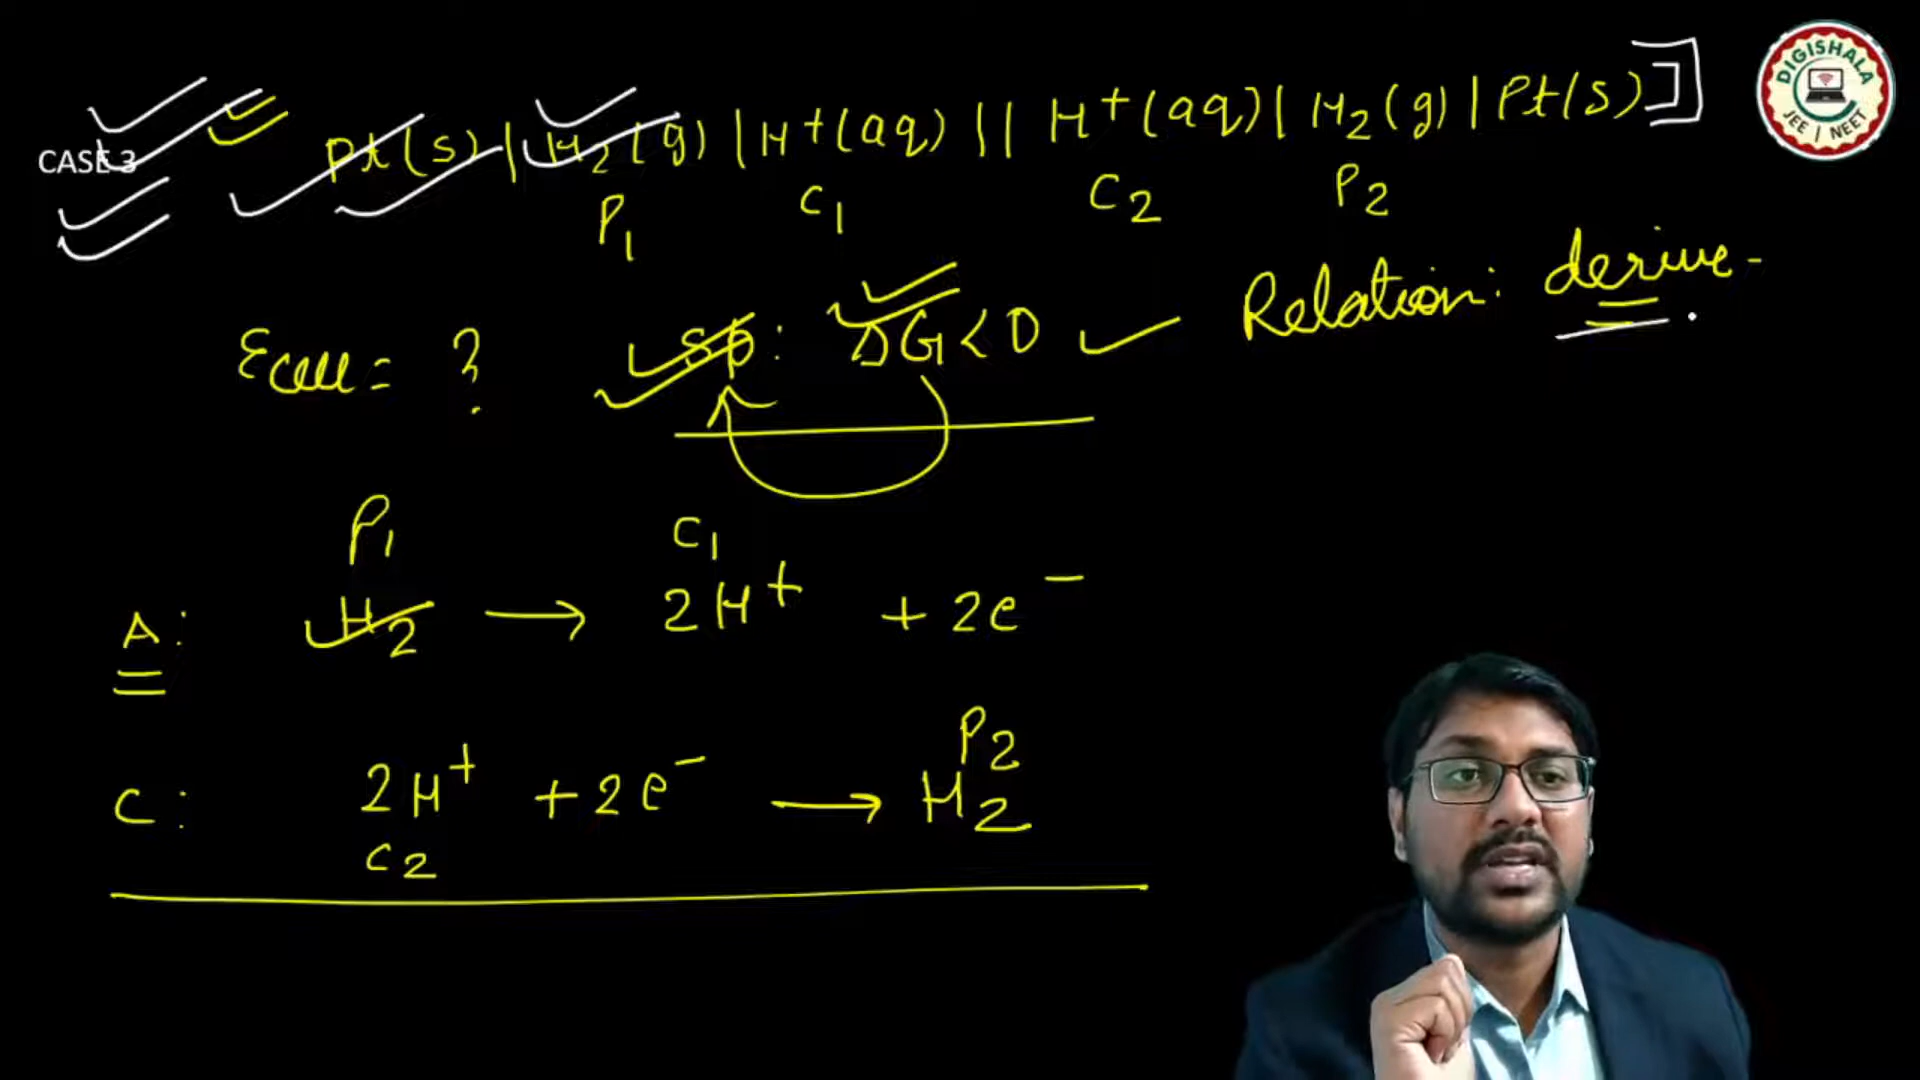 CASE 3
Pt(s) | H2(g) | H+(aq) || H+(aq) | H2(g) | Pt(s)
P1 C1 C2 P2
Ecell = ? sp: ΔG < 0 Relation: derive
P1 C1
A: H2 → 2H+ + 2e-
P2
C: 2H+ + 2e- → H2
C2
DIGISHALA
JEE | NEET